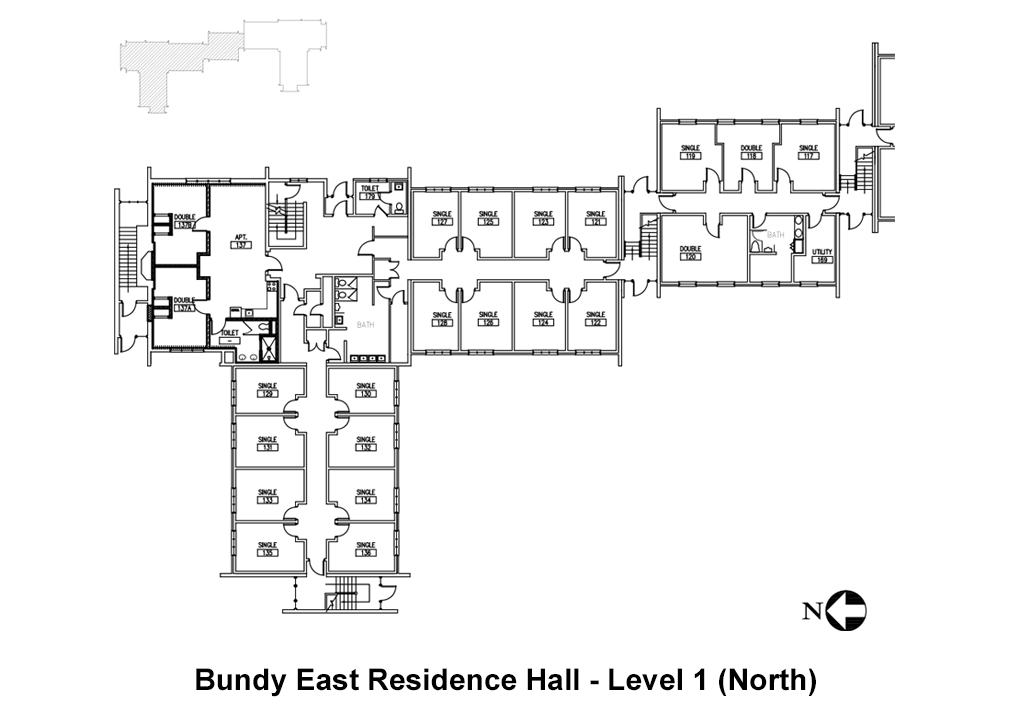 SINGLE
119
DOUBLE
118
SINGLE
117
TOILET
179
DOUBLE
137B
APT.
137
SINGLE
127
SINGLE
125
SINGLE
123
SINGLE
121
DOUBLE
120
BATH
UTILITY
169
DOUBLE
137A
TOILET
BATH
SINGLE
128
SINGLE
126
SINGLE
124
SINGLE
122
SINGLE
129
SINGLE
130
SINGLE
131
SINGLE
132
SINGLE
133
SINGLE
134
SINGLE
135
SINGLE
136
N
Bundy East Residence Hall - Level 1 (North)